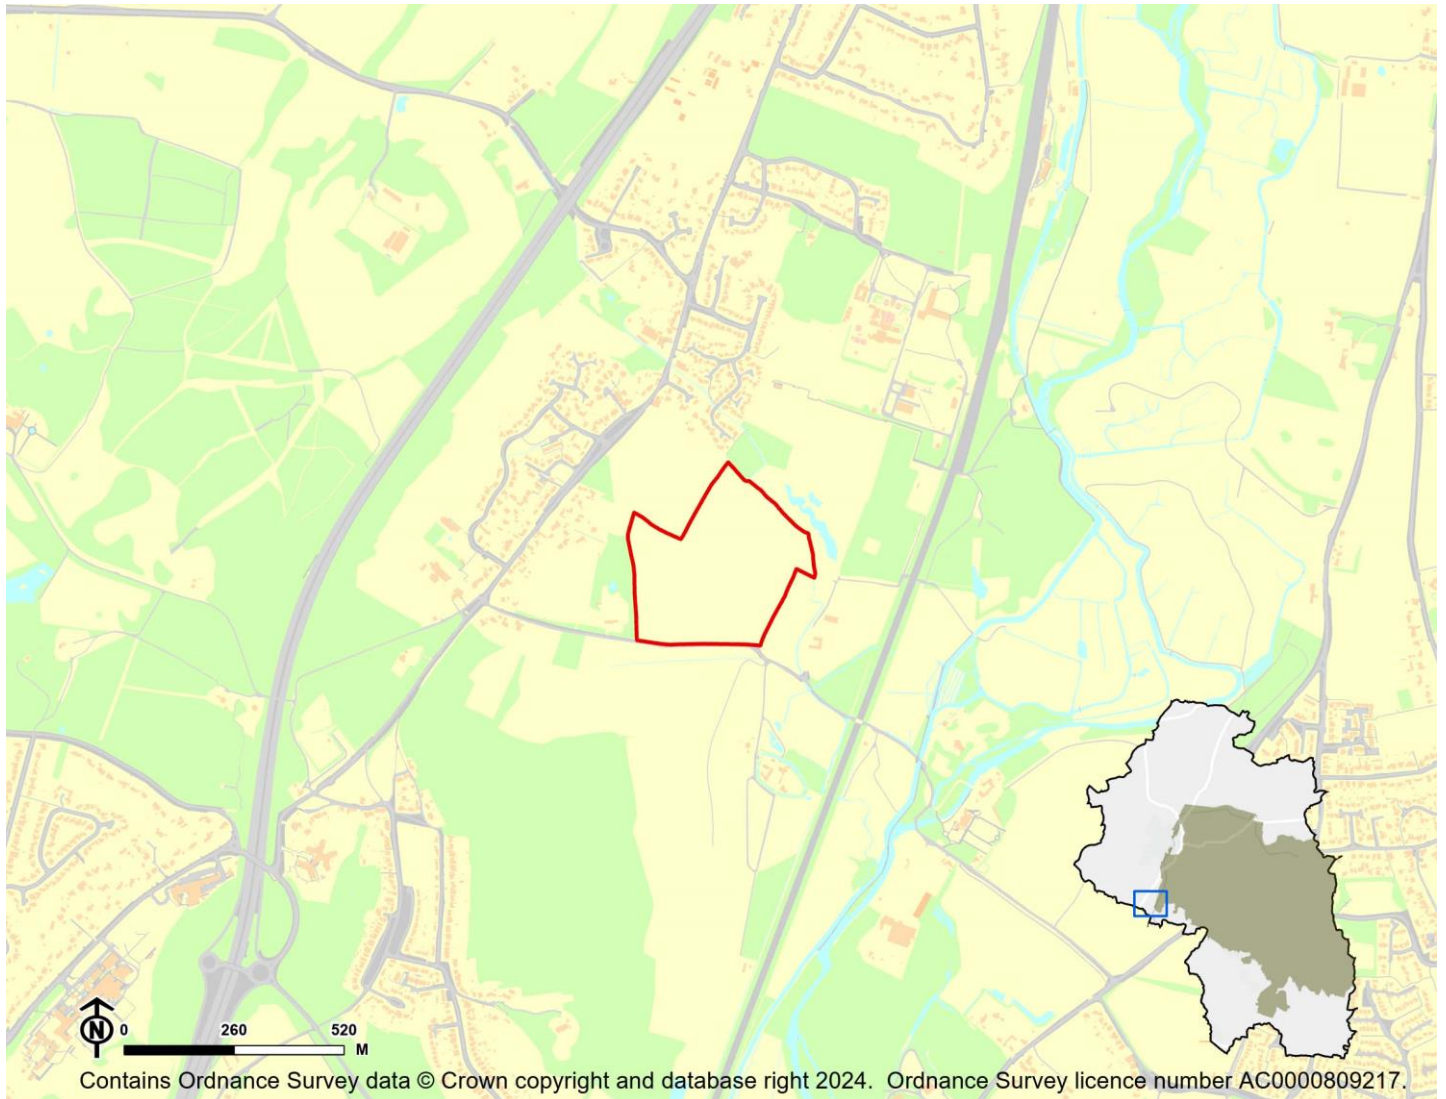 N 0 260 520
M
Contains Ordnance Survey data © Crown copyright and database right 2024. Ordnance Survey licence number AC0000809217.